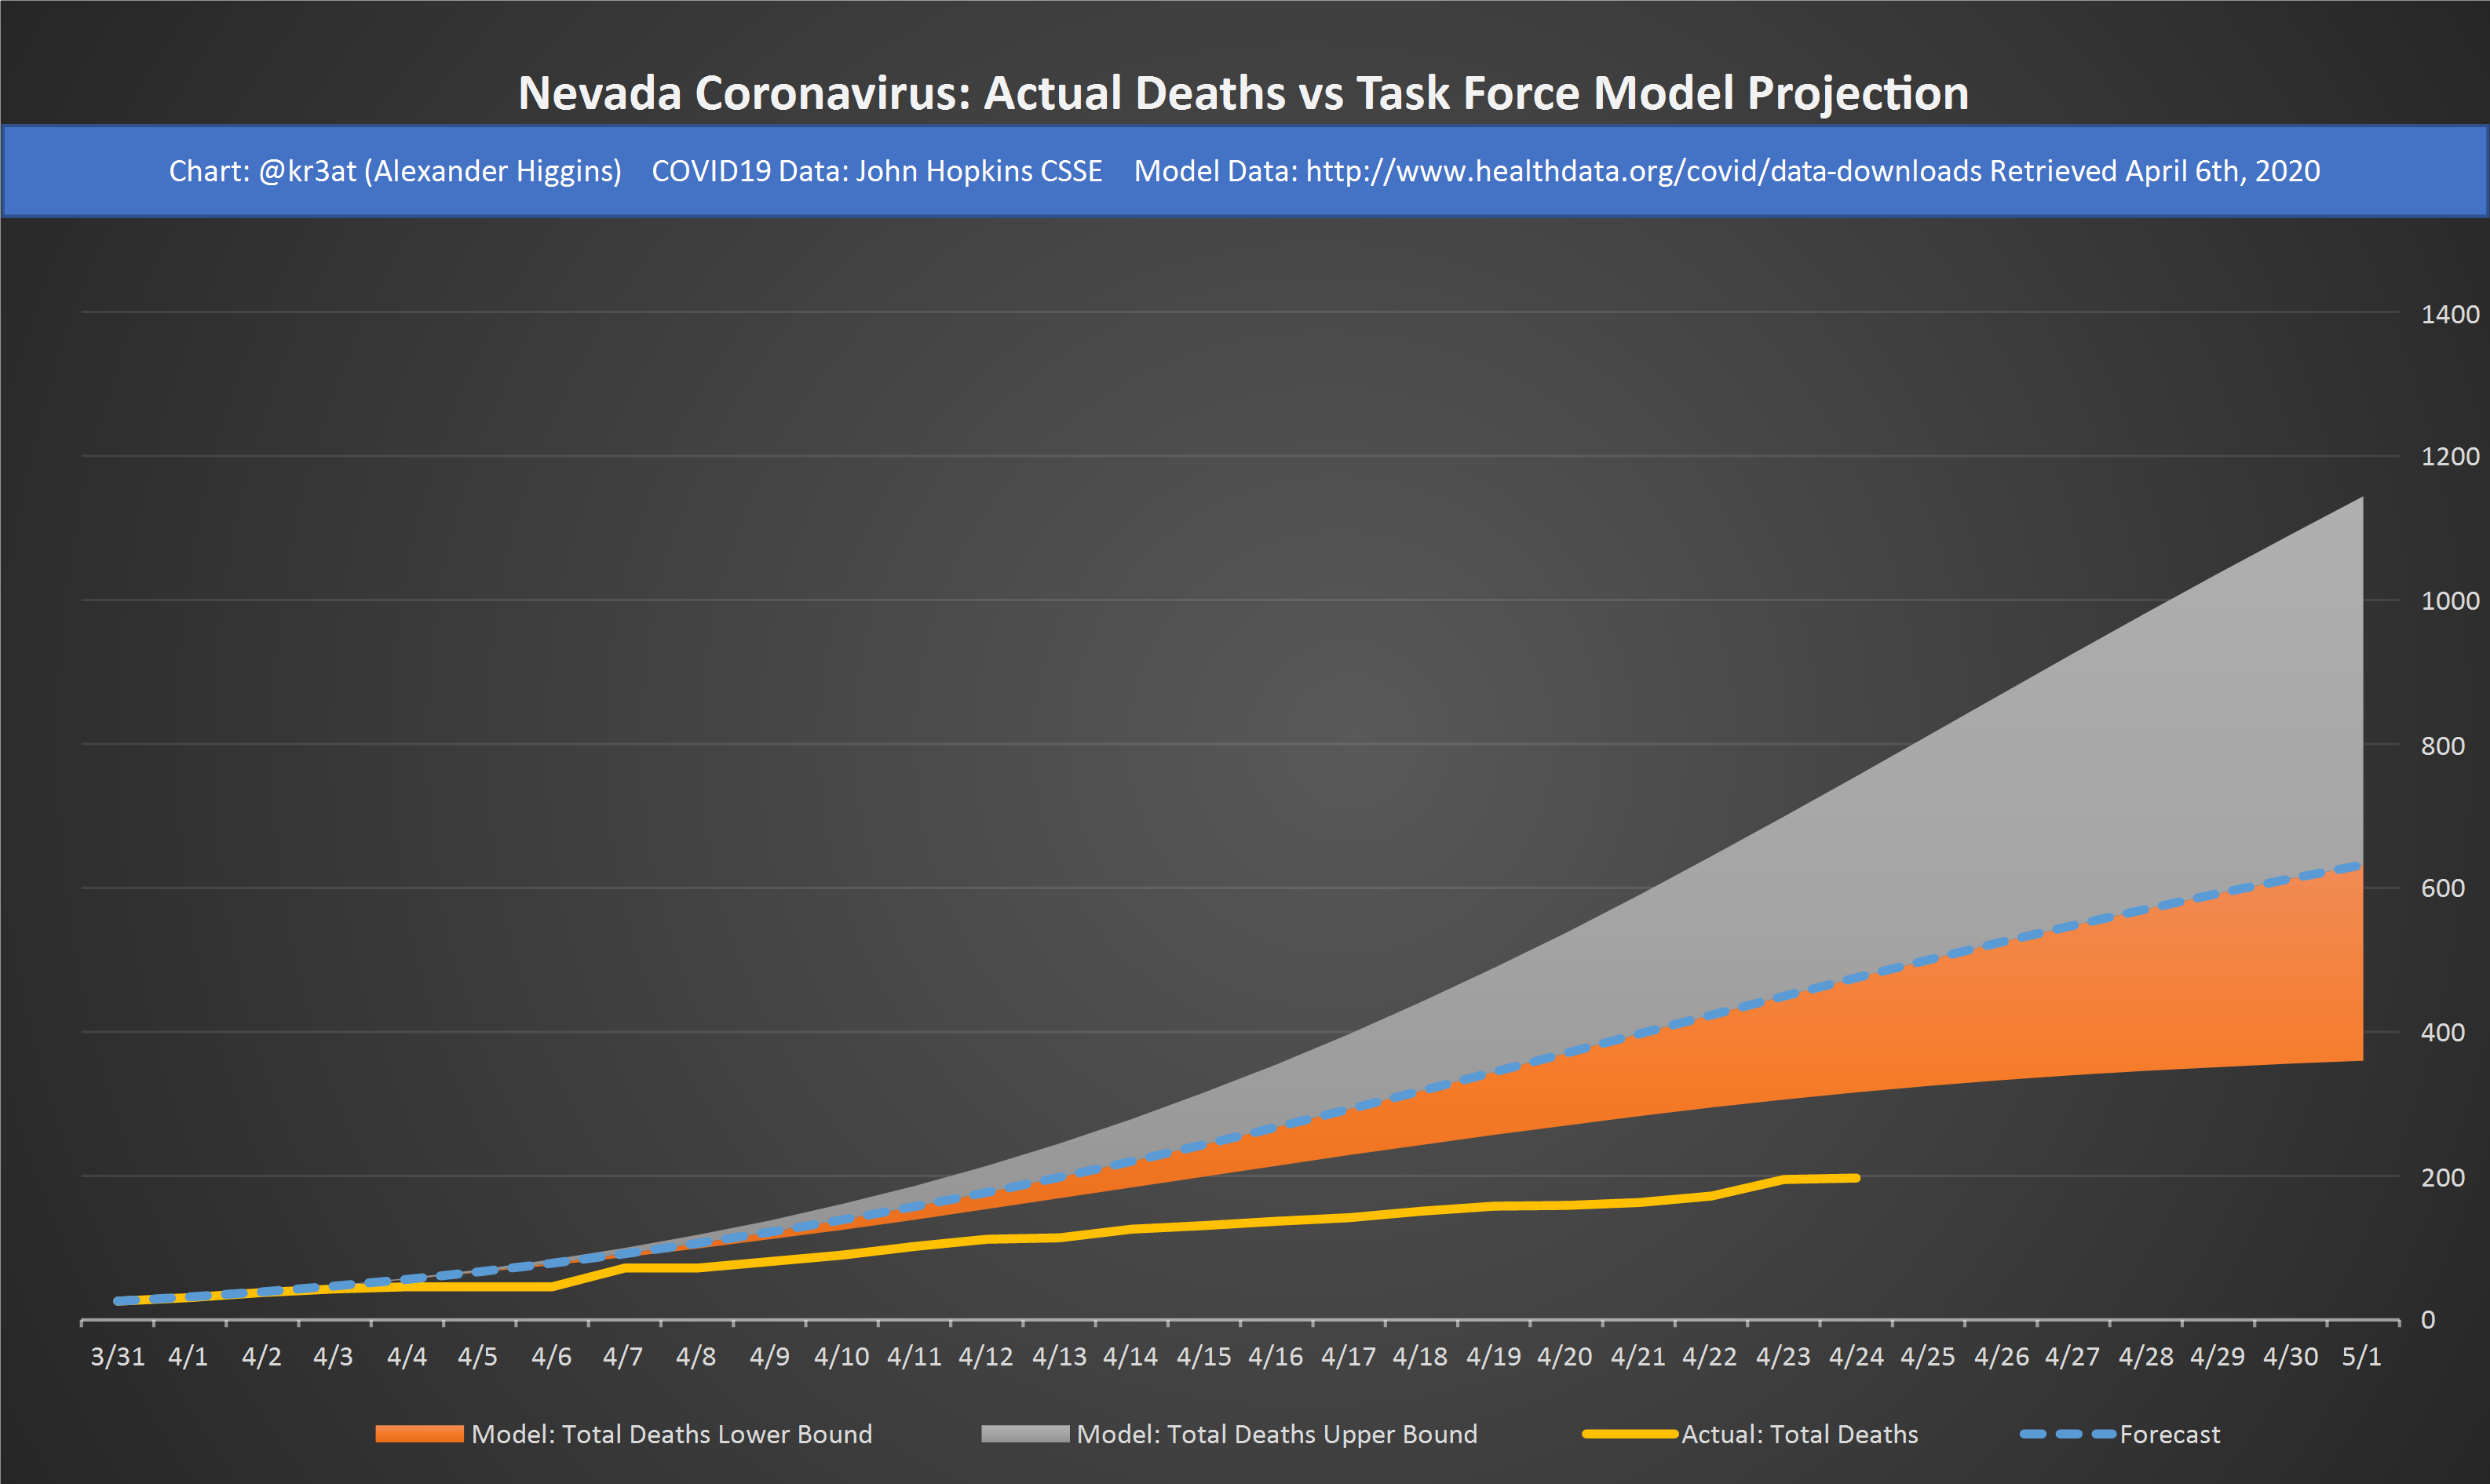 Nevada Coronavirus: Actual Deaths vs Task Force Model Projection
Chart: @kr3at (Alexander Higgins) COVID19 Data: John Hopkins CSSE Model Data: http://www.healthdata.org/covid/data-downloads Retrieved April 6th, 2020
1400
1200
1000
800
600
400
200
0
3/31 4/1 4/2 4/3 4/4 4/5 4/6 4/7 4/8 4/9 4/10 4/11 4/12 4/13 4/14 4/15 4/16 4/17 4/18 4/19 4/20 4/21 4/22 4/23 4/24 4/25 4/26 4/27 4/28 4/29 4/30 5/1
Model: Total Deaths Lower Bound Model: Total Deaths Upper Bound Actual: Total Deaths Forecast